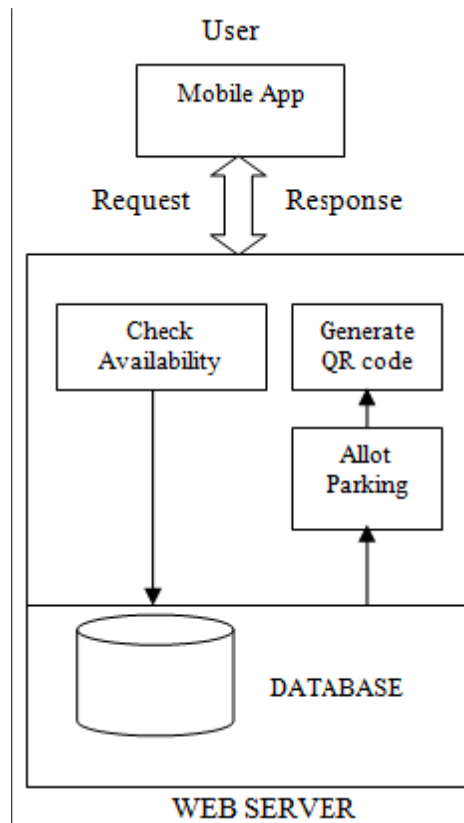 User
Mobile App
Request
Response
Check
Availability
Generate
QR code
Allot
Parking
DATABASE
WEB SERVER